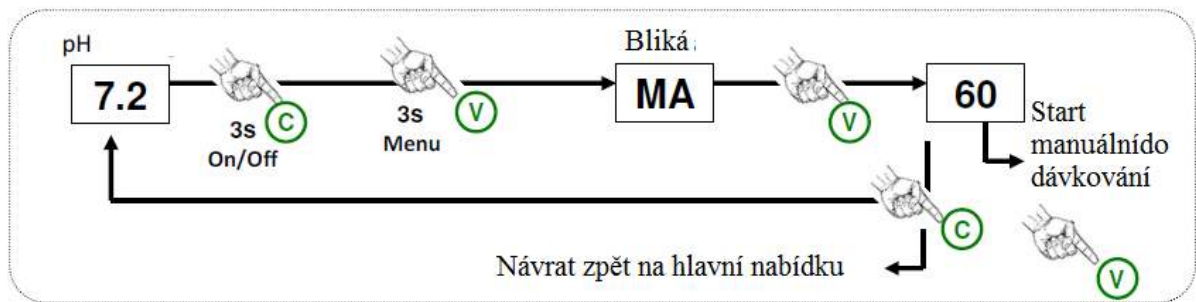 pH
7.2
C
3s
On/Off
V
3s
Menu
Bliká
MA
V
60
Start
manuálnído
dávkování
C
V
Návrat zpět na hlavní nabídku